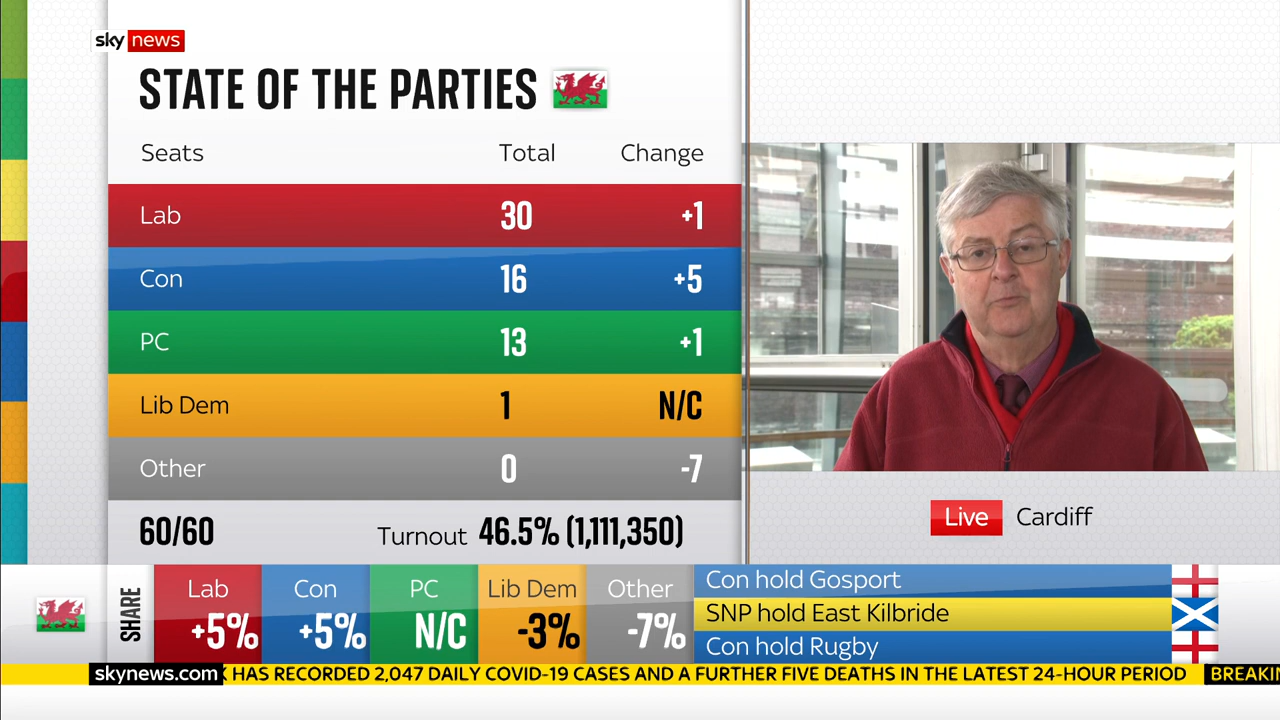 sky news
STATE OF THE PARTIES
Seats Total Change
Lab 30 +1
Con 16 +5
PC 13 +1
Lib Dem 1 N/C
Other 0 -7
60/60 Turnout 46.5% (1,111,350)
Live Cardiff
SHARE
Lab Con PC Lib Dem Other
+5% +5% N/C -3% -7%
Con hold Gosport
SNP hold East Kilbride
Con hold Rugby
skynews.com HAS RECORDED 2,047 DAILY COVID-19 CASES AND A FURTHER FIVE DEATHS IN THE LATEST 24-HOUR PERIOD